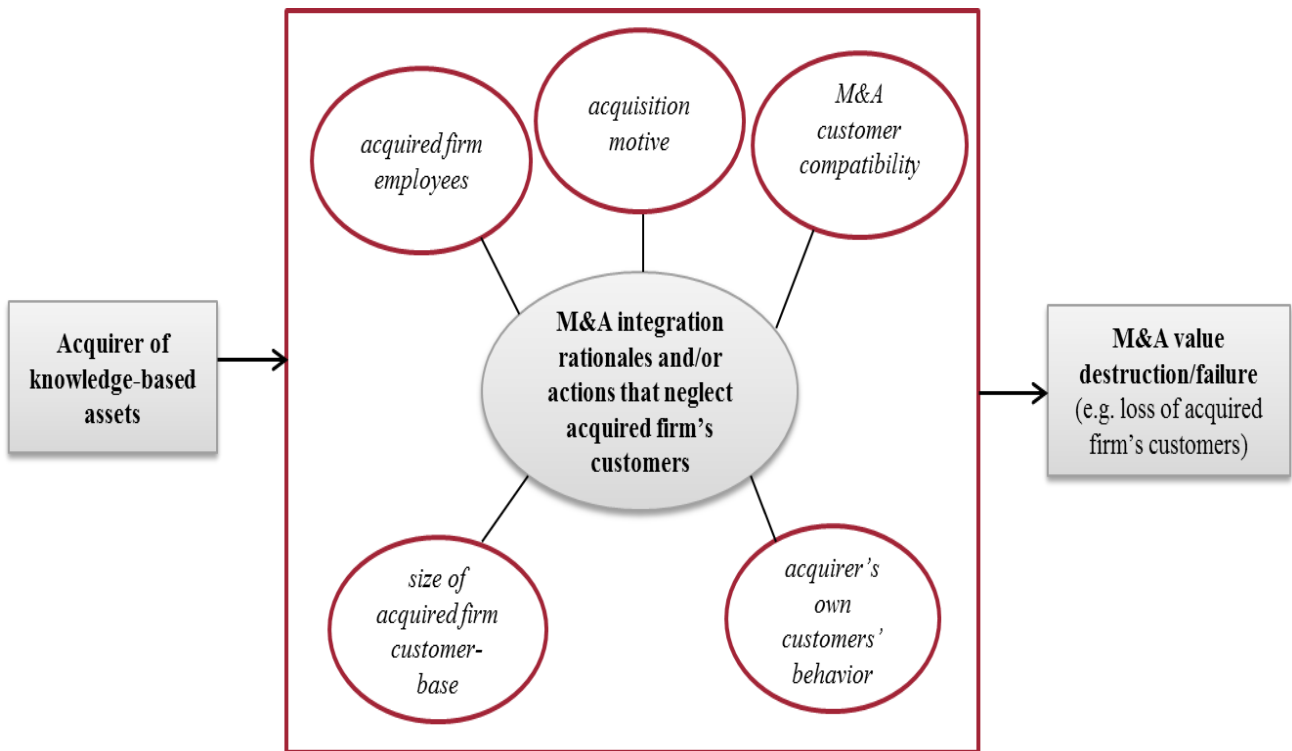 acquired firm
employees
acquisition
motive
M&A
customer
compatibility
Acquirer of
knowledge-based
assets
M&A integration
rationales and/or
actions that neglect
acquired firm’s
customers
M&A value
destruction/failure
(e.g. loss of acquired
firm’s customers)
size of
acquired firm
customer-
base
acquirer’s
own
customers’
behavior